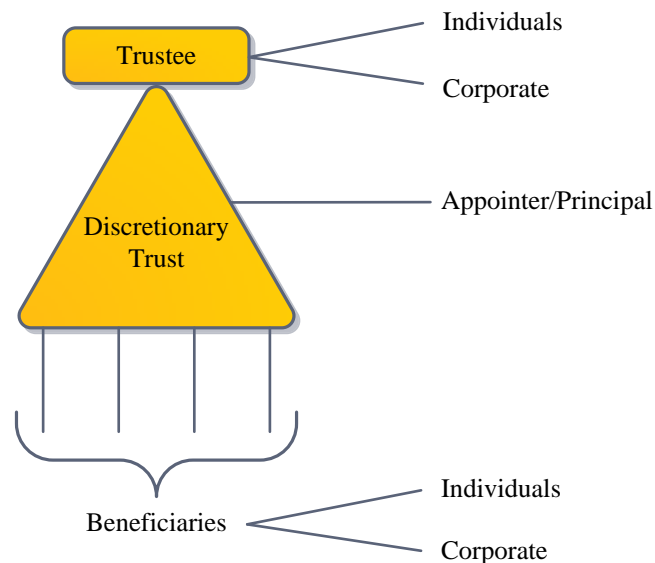 Individuals
Trustee
Corporate
Appointer/Principal
Discretionary
Trust
Individuals
Beneficiaries
Corporate